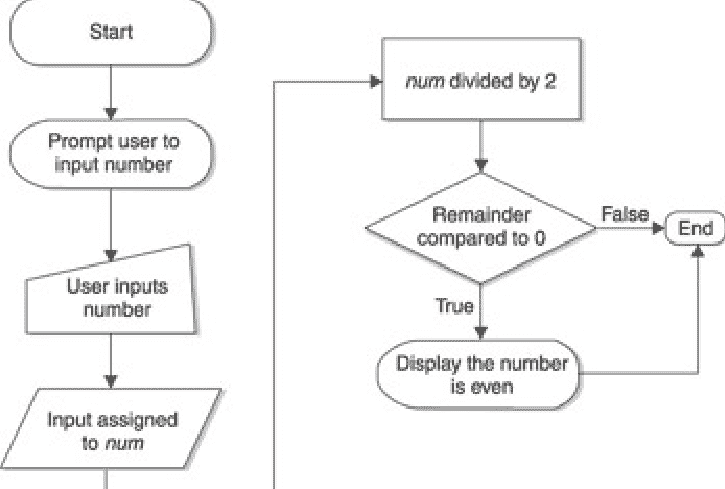 Start
Prompt user to
input number
User inputs
number
Input assigned
to num
num divided by 2
Remainder
compared to 0
False
End
True
Display the number
is even